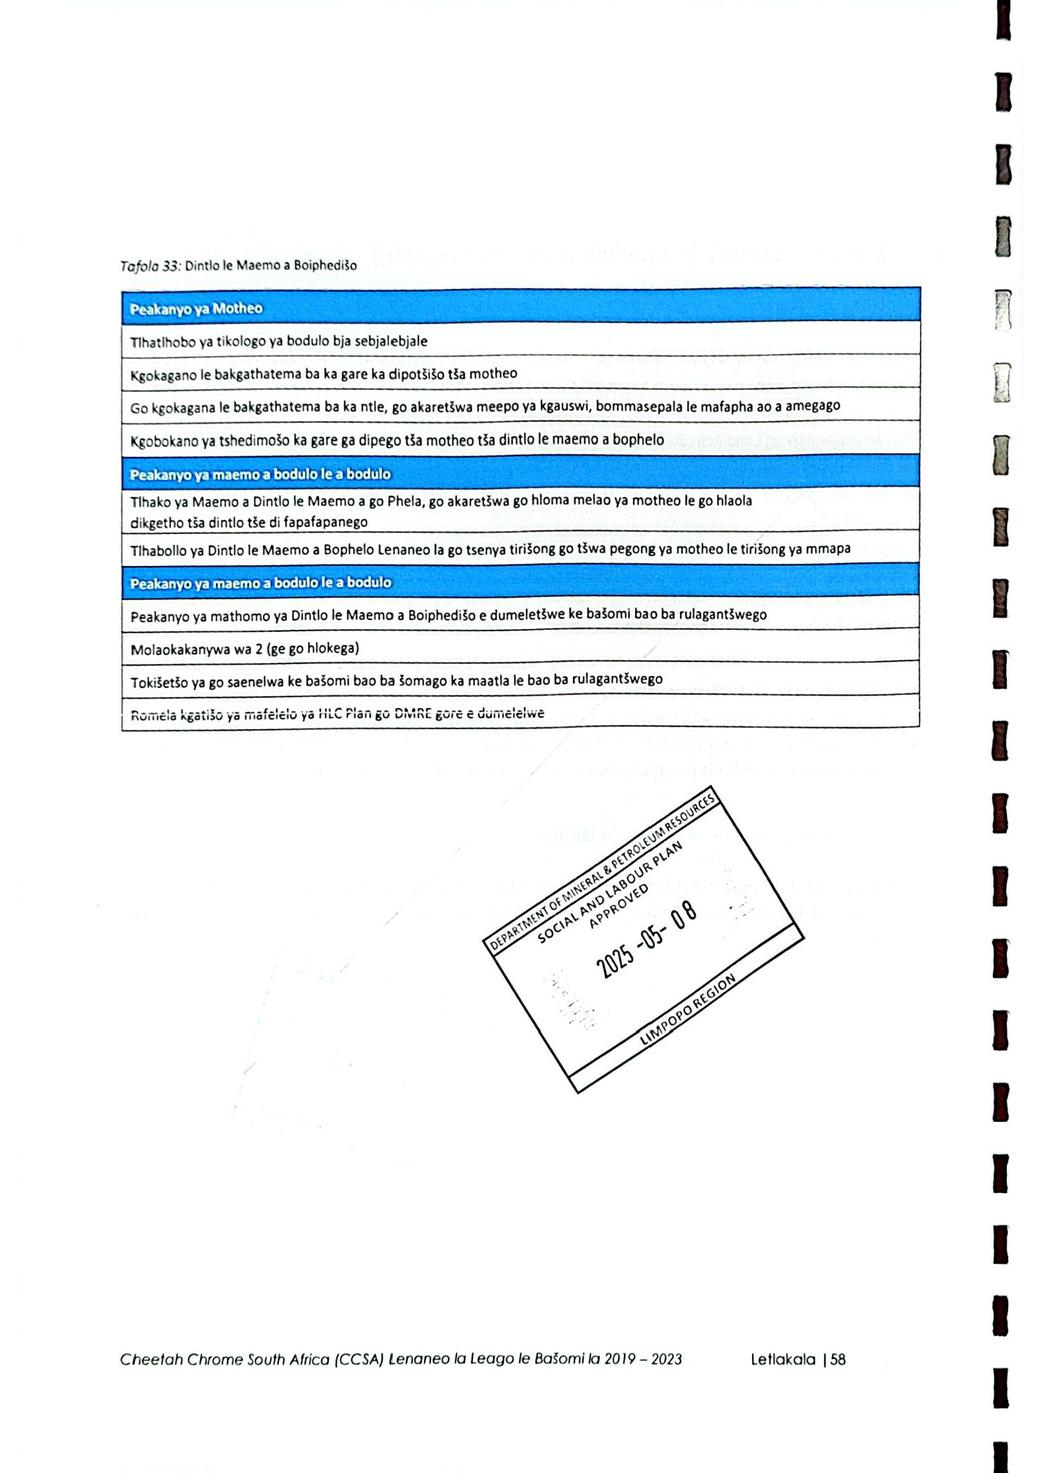 Tafola 33: Dintlo le Maemo a Boiphedišo
Peakanyo ya Motheo
Tlhatlhobo ya tikologo ya bodulo bja sebjalebjale
Kgokagano le bakgathatema ba ka gare ka dipotšišo tša motheo
Go kgokagana le bakgathatema ba ka ntle, go akaretšwa meepo ya kgauswi, bommasepala le mafapha ao a amegago
Kgobokano ya tshedimošo ka gare ga dipego tša motheo tša dintlo le maemo a bophelo
Peakanyo ya maemo a bodulo le a bodulo
Tlhako ya Maemo a Dintlo le Maemo a go Phela, go akaretšwa go hloma melao ya motheo le go hlaola
dikgetho tša dintlo tše di fapafapanego
Tlhabollo ya Dintlo le Maemo a Bophelo Lenaneo la go tsenya tirišong go tšwa pegong ya motheo le tirišong ya mmapa
Peakanyo ya maemo a bodulo le a bodulo
Peakanyo ya mathomo ya Dintlo le Maemo a Boiphedišo e dumeletšwe ke bašomi bao ba rulagantšwego
Molaokakanywa wa 2 (ge go hlokega)
Tokišetšo ya go saenelwa ke bašomi bao ba šomago ka maatla le bao ba rulagantšwego
Romela kgatišo ya mafelelo ya HLC Plan go DMRE gore e dumelelwe
DEPARTMENT OF MINERAL & PETROLEUM RESOURCES
SOCIAL AND LABOUR PLAN
APPROVED
2025 -05- 08
LIMPOPO REGION
Cheetah Chrome South Africa (CCSA) Lenaneo la Leago le Bašomi la 2019 – 2023 Letlakala | 58